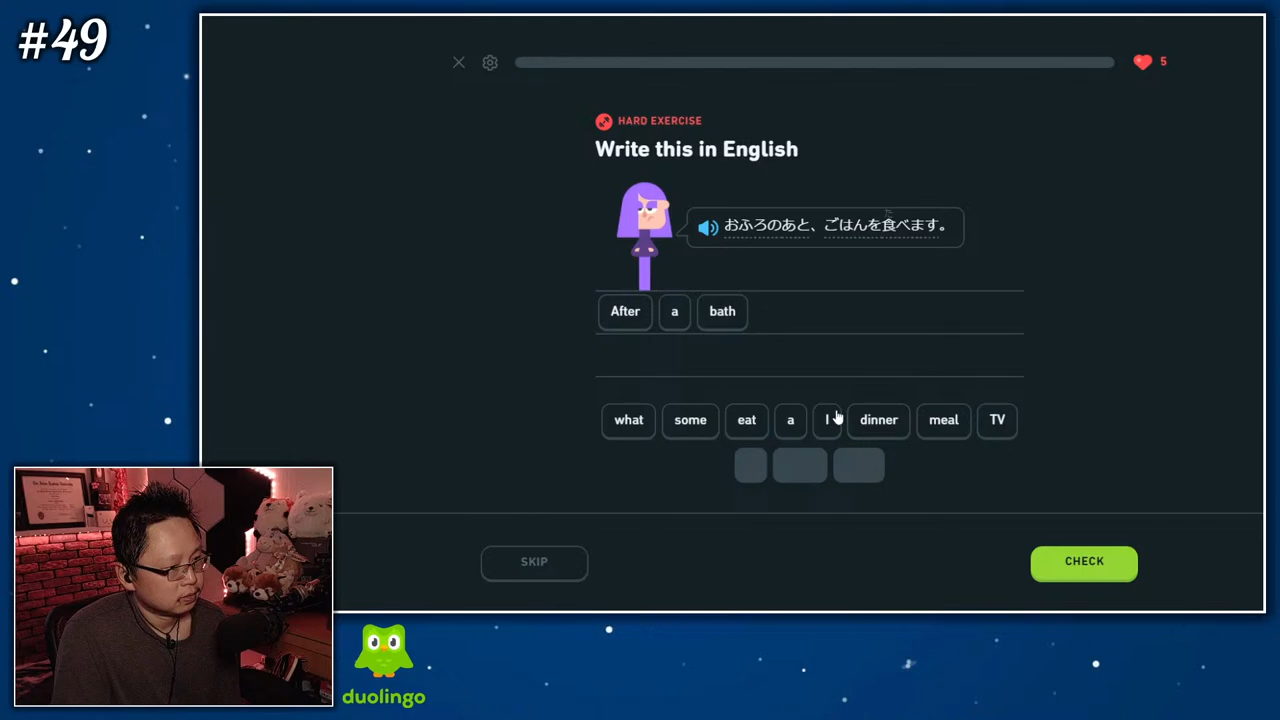 #49
5
HARD EXERCISE
Write this in English
おふろのあと、ごはんを食べます。
After a bath
what some eat a I dinner meal TV
SKIP
CHECK
duolingo